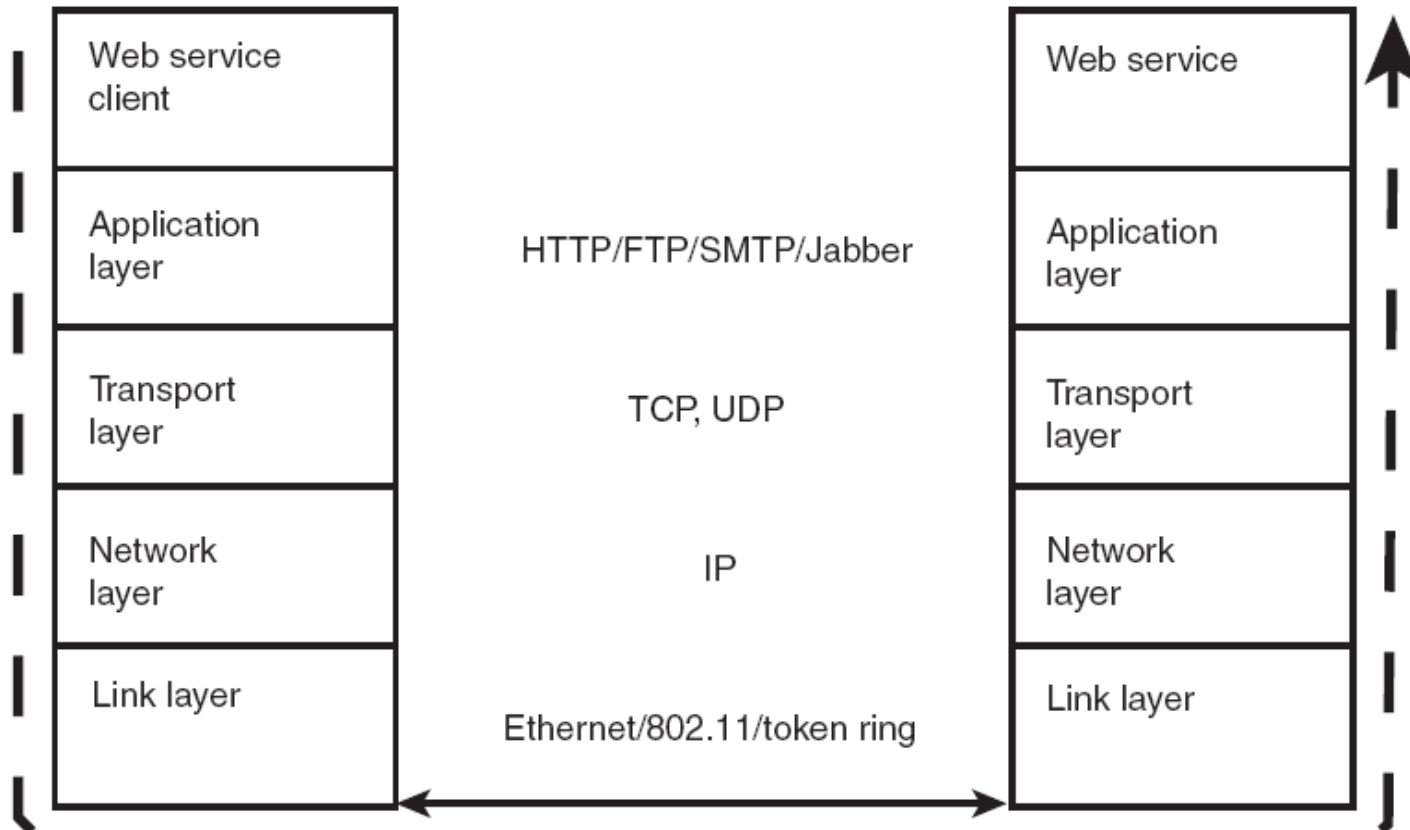 Web service
client
Web service
Application
layer
HTTP/FTP/SMTP/Jabber
Application
layer
Transport
layer
TCP, UDP
Transport
layer
Network
layer
IP
Network
layer
Link layer
Ethernet/802.11/token ring
Link layer